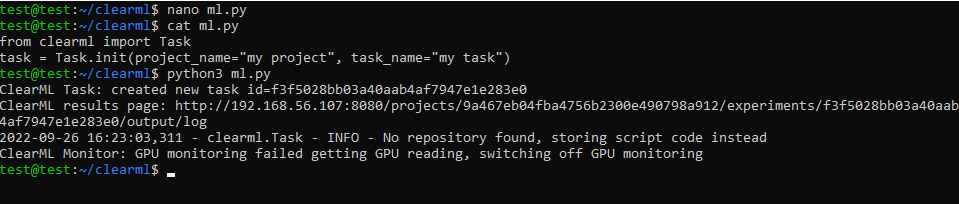 test@test:~/clearml$ nano ml.py
test@test:~/clearml$ cat ml.py
from clearml import Task
task = Task.init(project_name="my project", task_name="my task")
test@test:~/clearml$ python3 ml.py
ClearML Task: created new task id=f3f5028bb03a40aab4af7947e1e283e0
ClearML results page: http://192.168.56.107:8080/projects/9a467eb04fba4756b2300e490798a912/experiments/f3f5028bb03a40aab
4af7947e1e283e0/output/log
2022-09-26 16:23:03,311 - clearml.Task - INFO - No repository found, storing script code instead
ClearML Monitor: GPU monitoring failed getting GPU reading, switching off GPU monitoring
test@test:~/clearml$